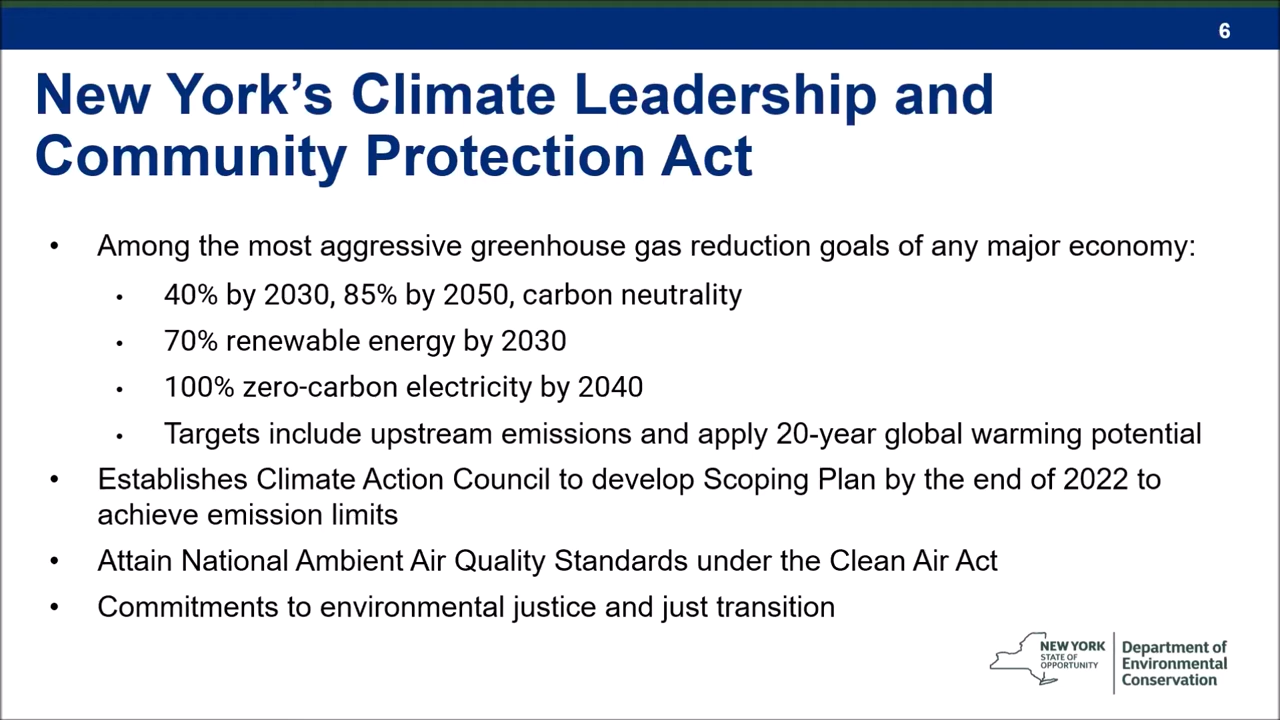 6
New York’s Climate Leadership and
Community Protection Act
• Among the most aggressive greenhouse gas reduction goals of any major economy:
• 40% by 2030, 85% by 2050, carbon neutrality
• 70% renewable energy by 2030
• 100% zero-carbon electricity by 2040
• Targets include upstream emissions and apply 20-year global warming potential
• Establishes Climate Action Council to develop Scoping Plan by the end of 2022 to
achieve emission limits
• Attain National Ambient Air Quality Standards under the Clean Air Act
• Commitments to environmental justice and just transition
NEW YORK
STATE OF
OPPORTUNITY
Department of
Environmental
Conservation